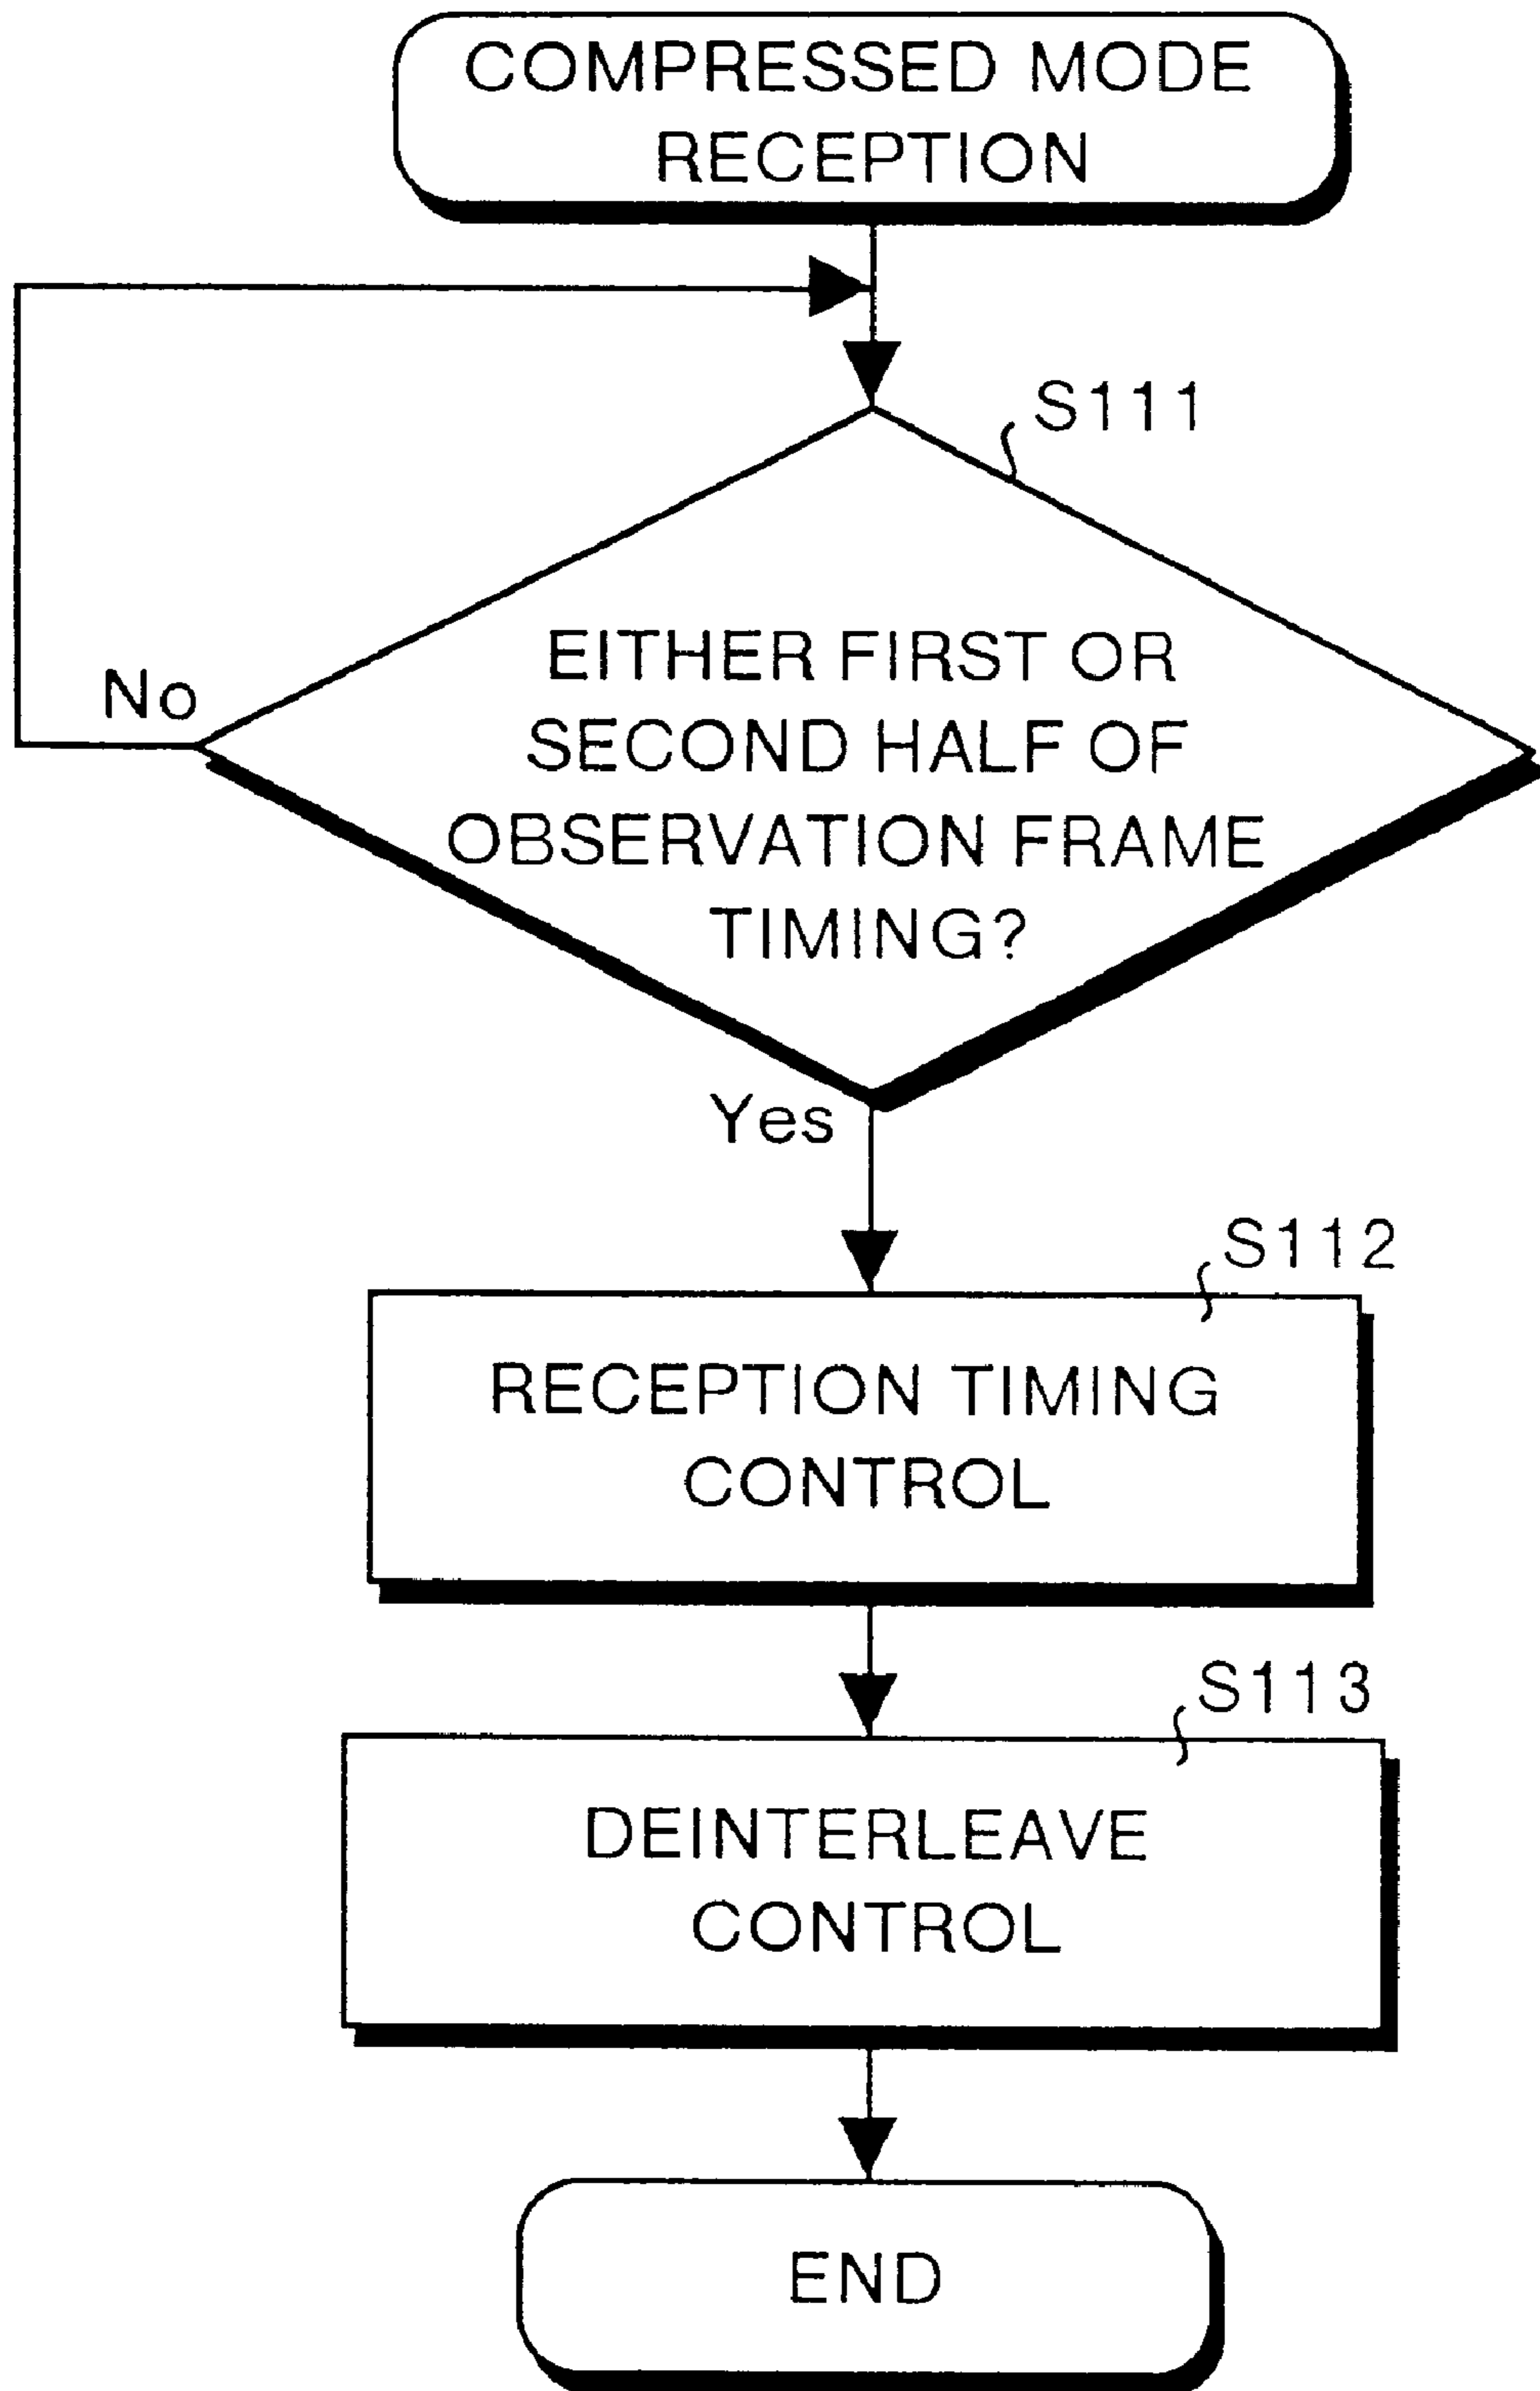 COMPRESSED MODE
RECEPTION
S111
EITHER FIRST OR
SECOND HALF OF
OBSERVATION FRAME
TIMING?
No
Yes
S112
RECEPTION TIMING
CONTROL
S113
DEINTERLEAVE
CONTROL
END